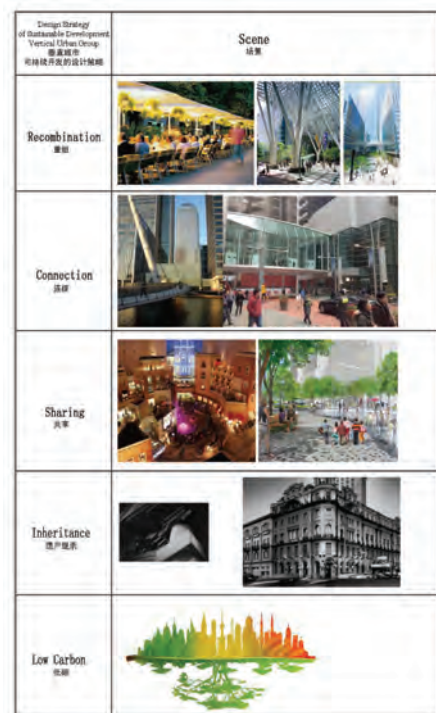 Design Strategy
of Sustainable Development
Vertical Urban Group
垂直城市
可持续开发的设计策略
Scene
场景
Recombination
重组
Connection
连接
Sharing
共享
Inheritance
遗产继承
Low Carbon
低碳